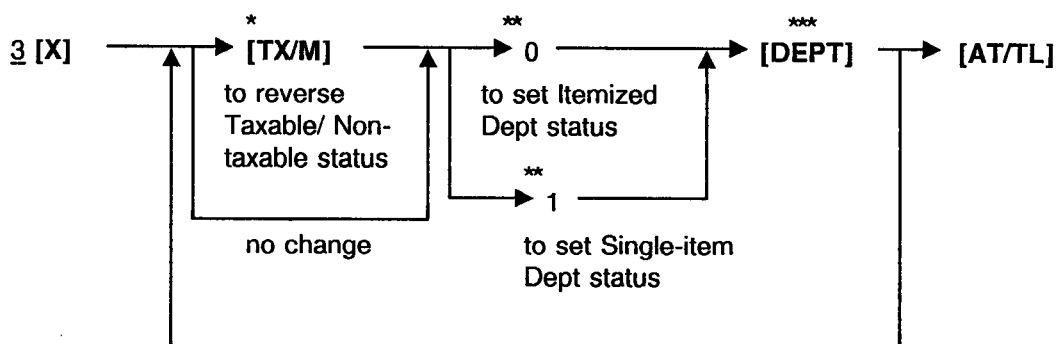 * ** ***
3 [X] [TX/M] 0 [DEPT] [AT/TL]
to reverse
Taxable/ Non-
taxable status
to set Itemized
Dept status
**
1
no change
to set Single-item
Dept status